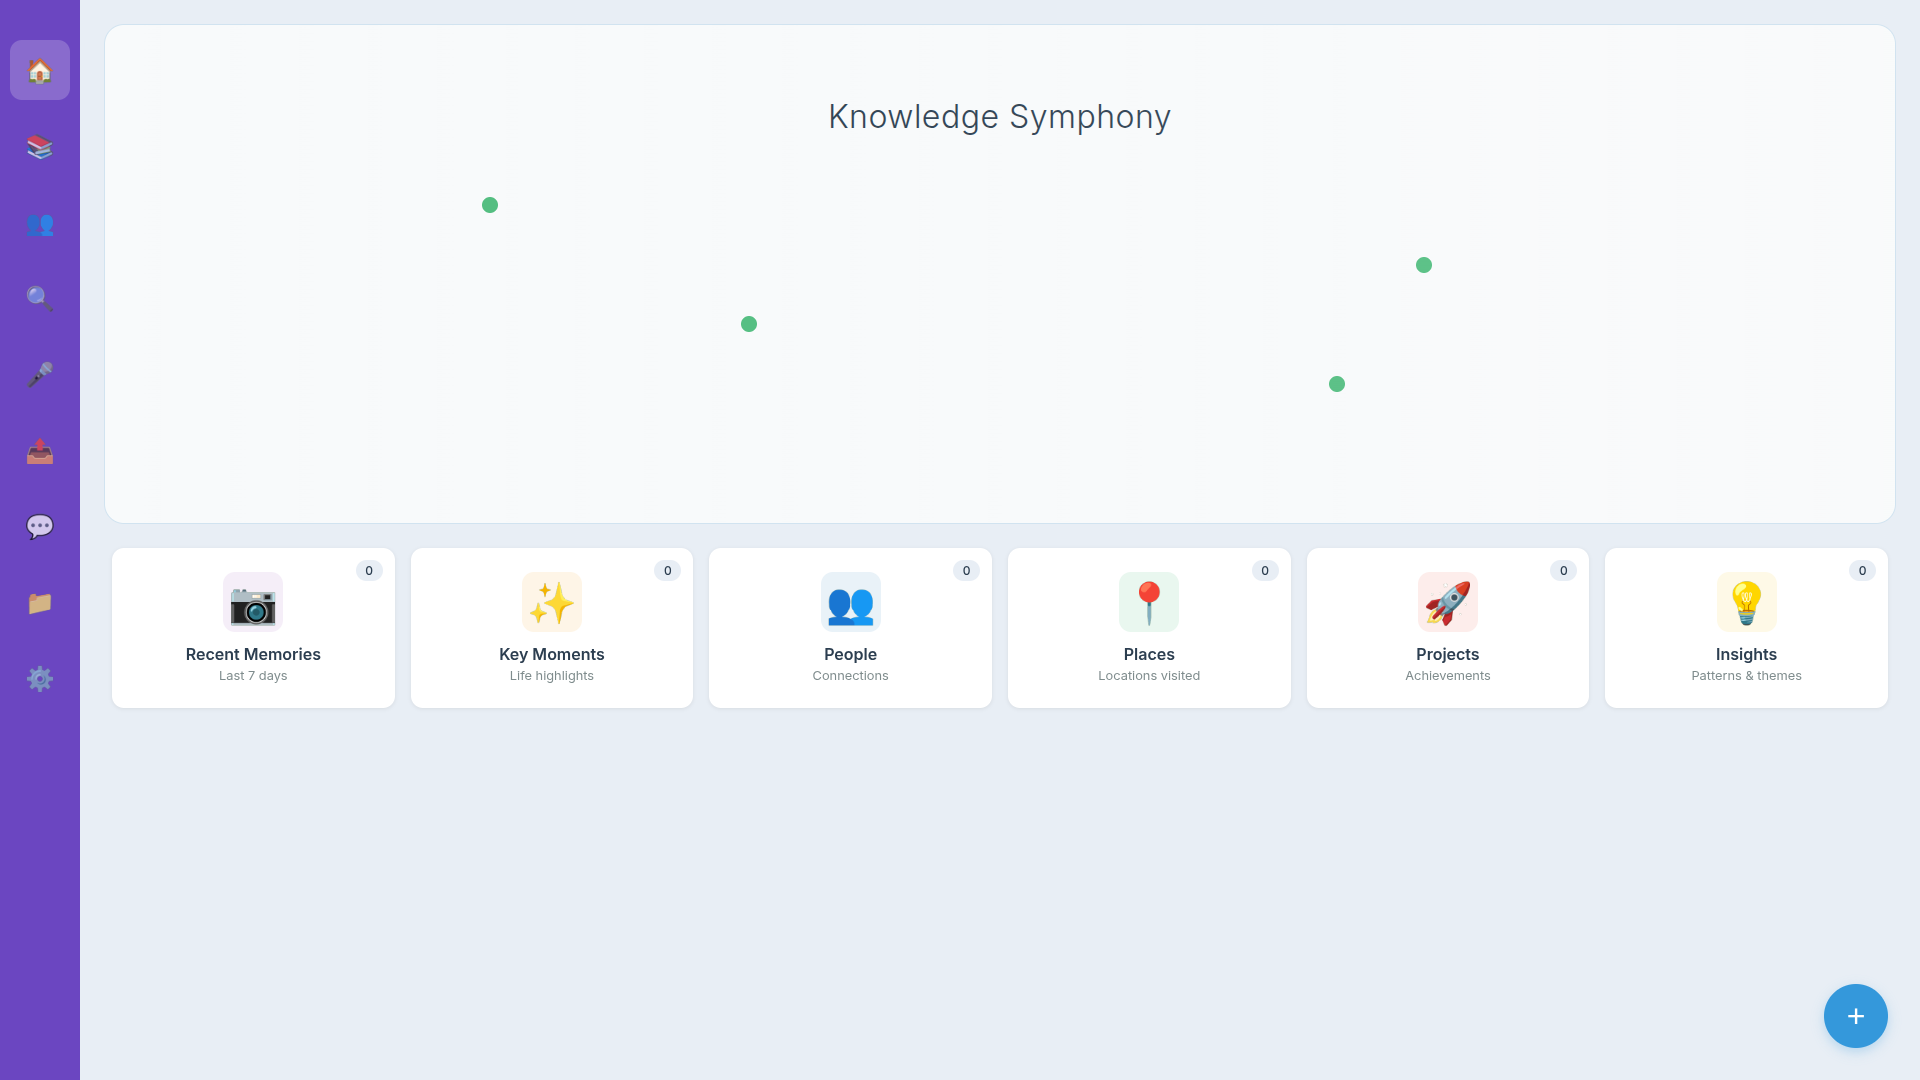 Knowledge Symphony
0
Recent Memories
Last 7 days
0
Key Moments
Life highlights
0
People
Connections
0
Places
Locations visited
0
Projects
Achievements
0
Insights
Patterns & themes
+